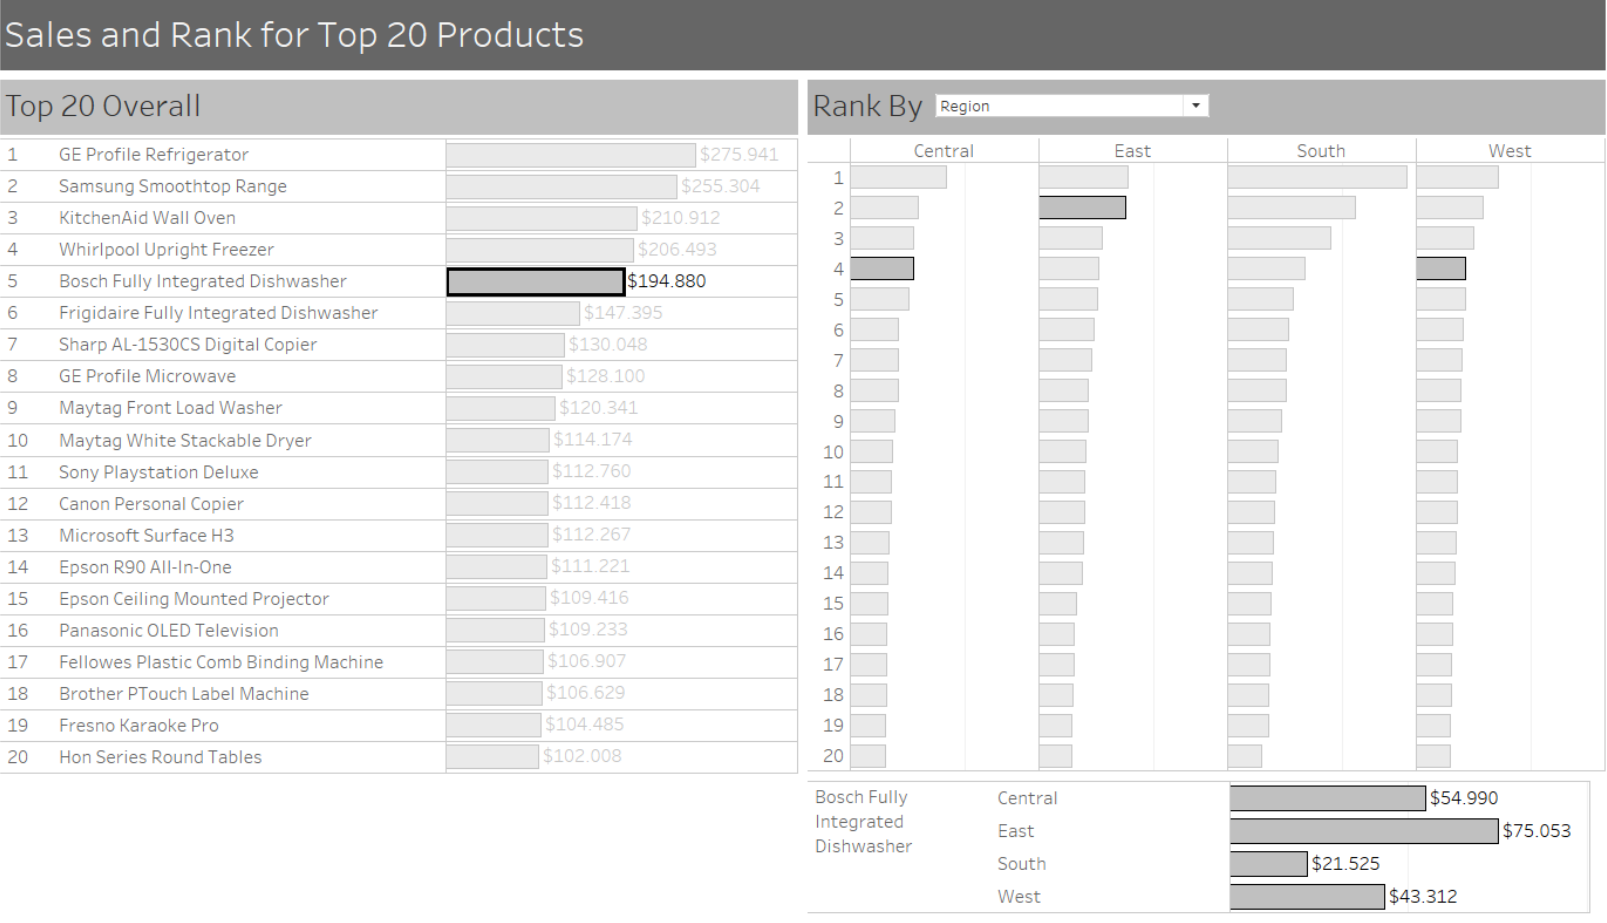 Sales and Rank for Top 20 Products
Top 20 Overall
1 GE Profile Refrigerator $275.941
2 Samsung Smoothtop Range $255.304
3 KitchenAid Wall Oven $210.912
4 Whirlpool Upright Freezer $206.493
5 Bosch Fully Integrated Dishwasher $194.880
6 Frigidaire Fully Integrated Dishwasher $147.395
7 Sharp AL-1530CS Digital Copier $130.048
8 GE Profile Microwave $128.100
9 Maytag Front Load Washer $120.341
10 Maytag White Stackable Dryer $114.174
11 Sony Playstation Deluxe $112.760
12 Canon Personal Copier $112.418
13 Microsoft Surface H3 $112.267
14 Epson R90 All-In-One $111.221
15 Epson Ceiling Mounted Projector $109.416
16 Panasonic OLED Television $109.233
17 Fellowes Plastic Comb Binding Machine $106.907
18 Brother PTouch Label Machine $106.629
19 Fresno Karaoke Pro $104.485
20 Hon Series Round Tables $102.008
Rank By Region
Central East South West
1
2
3
4
5
6
7
8
9
10
11
12
13
14
15
16
17
18
19
20
Bosch Fully
Integrated
Dishwasher
Central $54.990
East $75.053
South $21.525
West $43.312